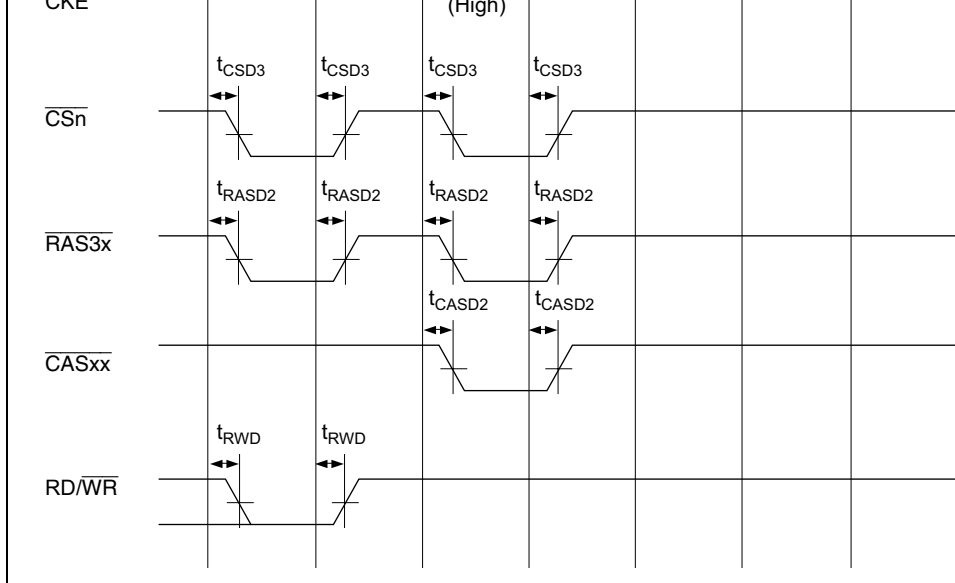 CKE
(High)
tCSD3 tCSD3 tCSD3 tCSD3
CSn
tRASD2 tRASD2 tRASD2 tRASD2
RAS3x
tCASD2 tCASD2
CASxx
tRWD tRWD
RD/WR